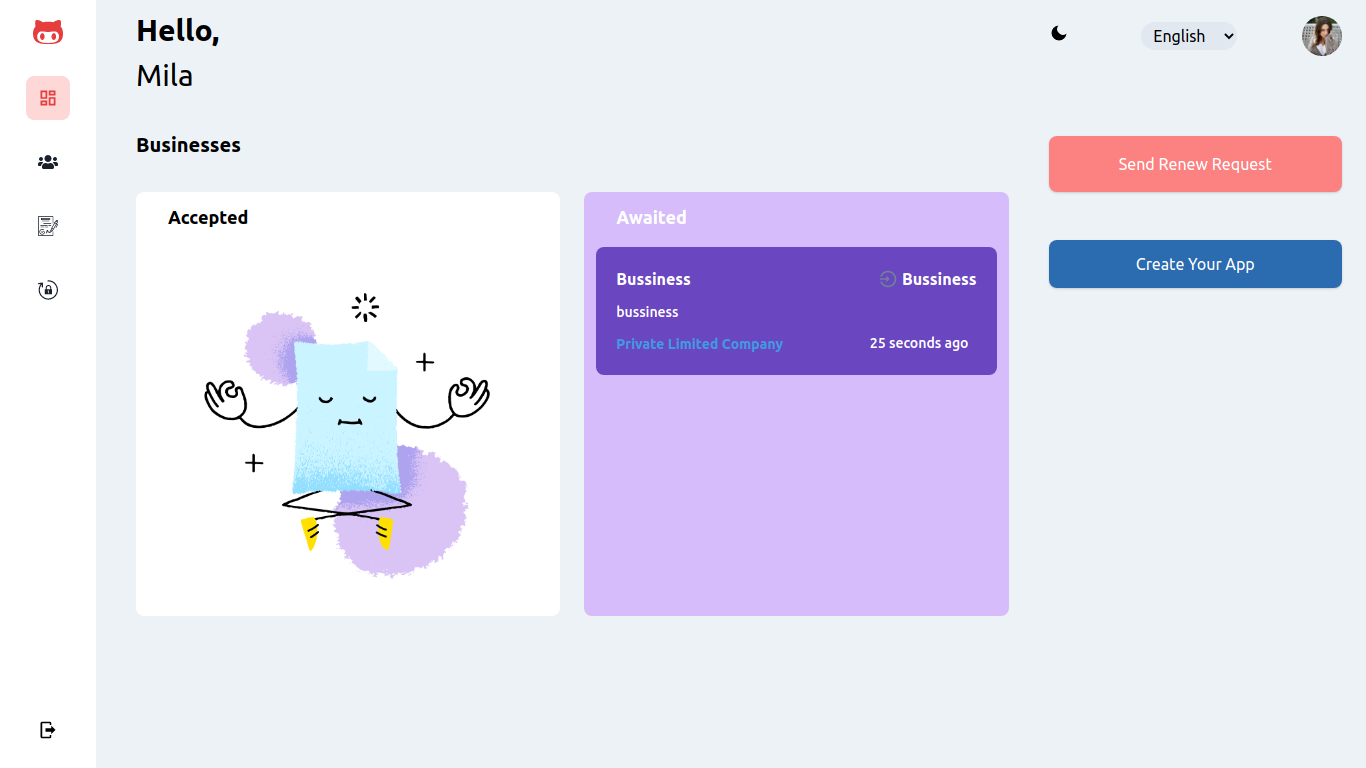 Hello,
Mila
English
Businesses
Send Renew Request
Accepted
Awaited
Create Your App
Bussiness
Bussiness
bussiness
Private Limited Company
25 seconds ago